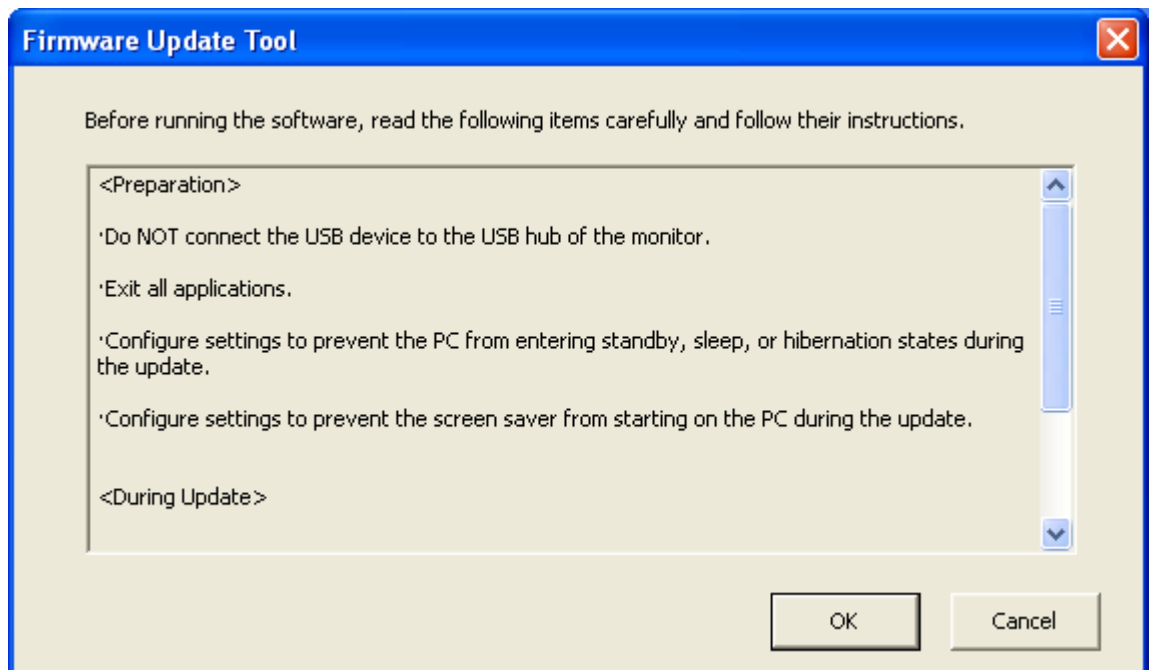 Firmware Update Tool
Before running the software, read the following items carefully and follow their instructions.
<Preparation>
·Do NOT connect the USB device to the USB hub of the monitor.
·Exit all applications.
·Configure settings to prevent the PC from entering standby, sleep, or hibernation states during
the update.
·Configure settings to prevent the screen saver from starting on the PC during the update.
<During Update>
OK
Cancel